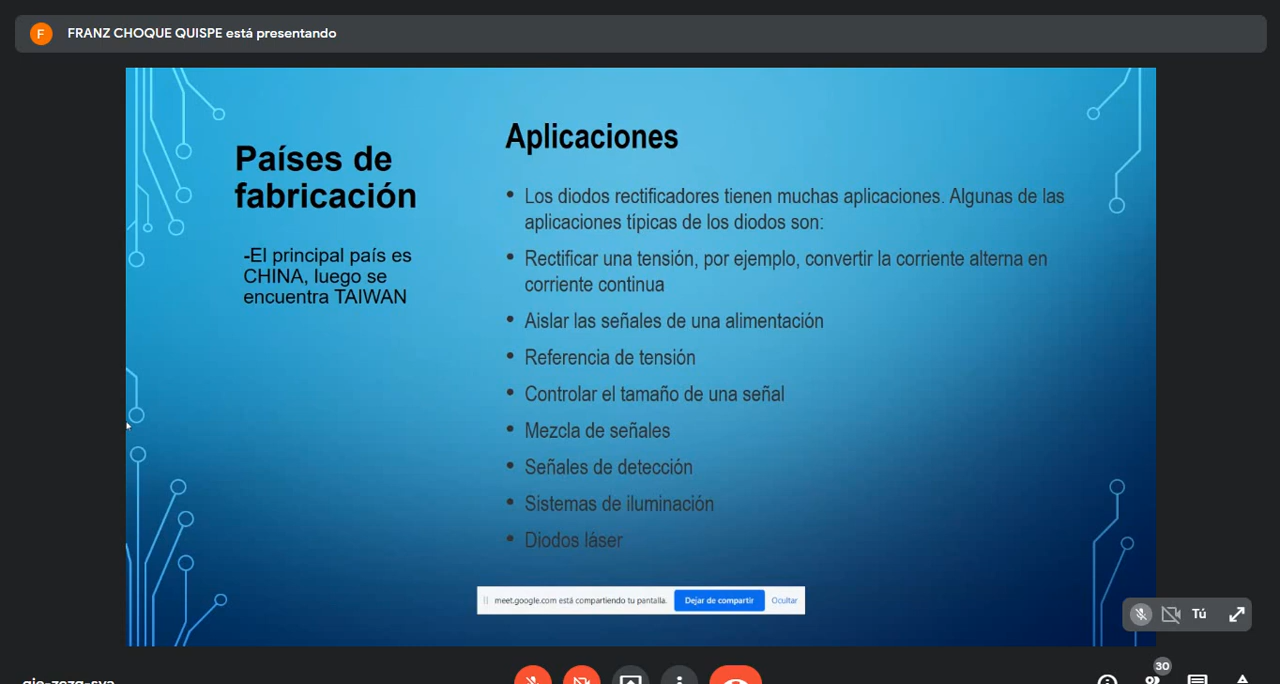 F
FRANZ CHOQUE QUISPE está presentando
Países de
fabricación
-El principal país es
CHINA, luego se
encuentra TAIWAN
Aplicaciones
• Los diodos rectificadores tienen muchas aplicaciones. Algunas de las
aplicaciones típicas de los diodos son:
• Rectificar una tensión, por ejemplo, convertir la corriente alterna en
corriente continua
• Aislar las señales de una alimentación
• Referencia de tensión
• Controlar el tamaño de una señal
• Mezcla de señales
• Señales de detección
• Sistemas de iluminación
• Diodos láser
meet.google.com está compartiendo tu pantalla. Dejar de compartir Ocultar
Tú
30